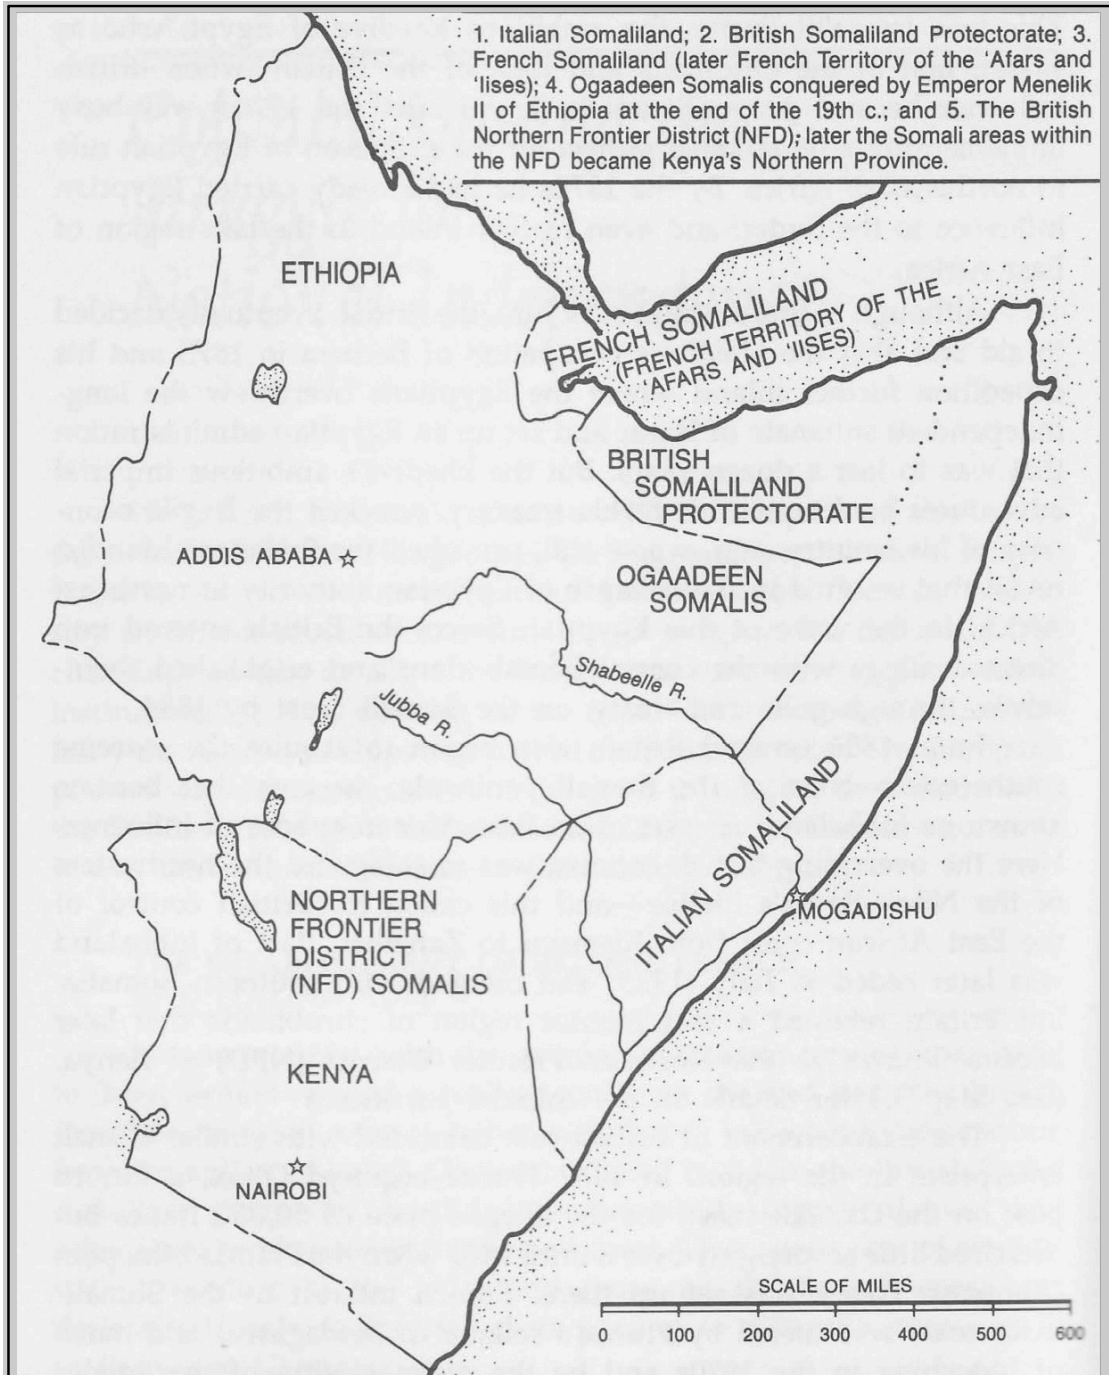 1. Italian Somaliland; 2. British Somaliland Protectorate; 3.
French Somaliland (later French Territory of the 'Afars and
'Iises); 4. Ogaadeen Somalis conquered by Emperor Menelik
II of Ethiopia at the end of the 19th c.; and 5. The British
Northern Frontier District (NFD); later the Somali areas within
the NFD became Kenya's Northern Province.
ETHIOPIA
FRENCH SOMALILAND
(FRENCH TERRITORY OF THE
AFARS AND 'IISES)
BRITISH
SOMALILAND
PROTECTORATE
ADDIS ABABA
OGAADEEN
SOMALIS
Shabeelle R.
Jubba R.
ITALIAN SOMALILAND
MOGADISHU
NORTHERN
FRONTIER
DISTRICT
(NFD) SOMALIS
KENYA
NAIROBI
SCALE OF MILES
0 100 200 300 400 500 600